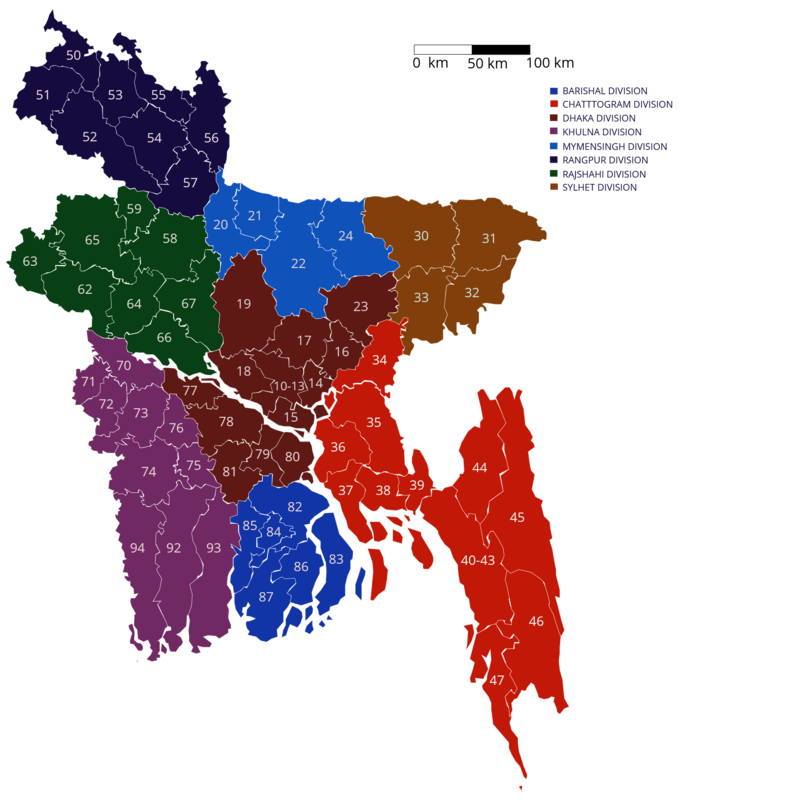 50
0 km 50 km 100 km
51 53 55
BARISHAL DIVISION
CHATTTOGRAM DIVISION
DHAKA DIVISION
KHULNA DIVISION
MYMENSINGH DIVISION
RANGPUR DIVISION
RAJSHAHI DIVISION
SYLHET DIVISION
52 54 56
57
59
20 21
65 58 24 30 31
63 22
62 64 67 19 23 33 32
66 17
16 34
70
71 18 10-13 14
77
72 73 78 15 35
76 36
74 75 81 79 80 44
37 38 39
82 45
85 84
94 92 93 83 40-43
86
87 46
47